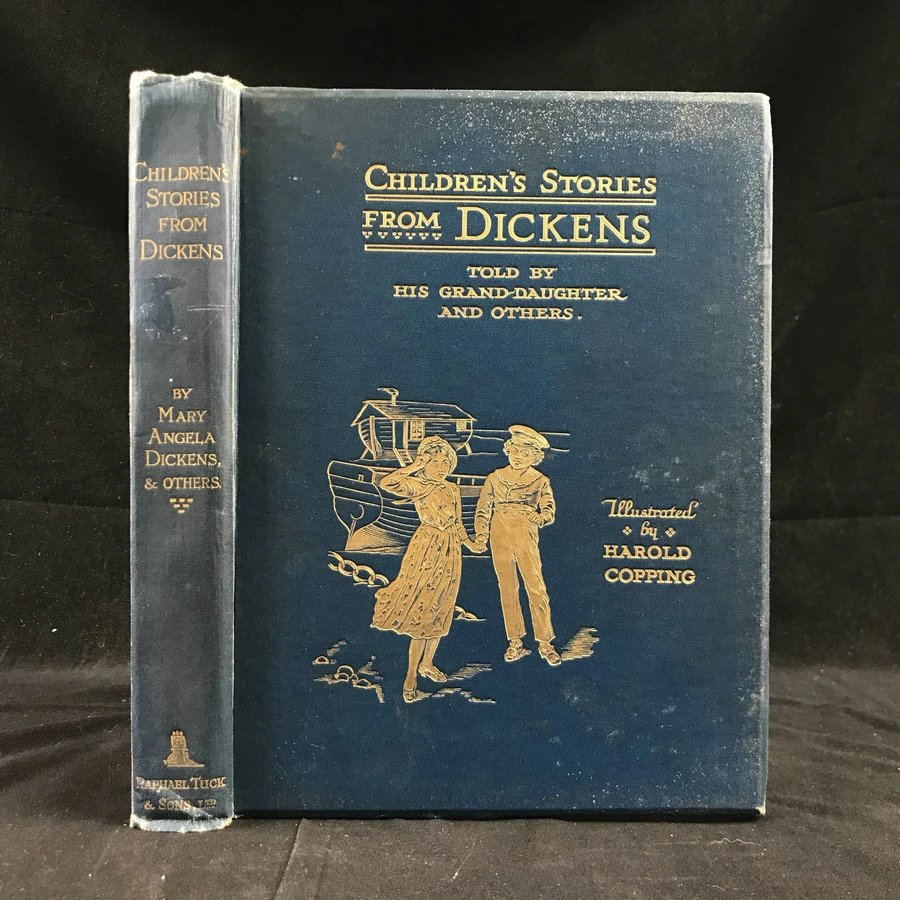 CHILDREN'S
STORIES
FROM
DICKENS
BY
MARY
ANGELA
DICKENS,
& OTHERS.
RAPHAEL TUCK
& SONS, LTD
CHILDREN'S STORIES
FROM DICKENS
TOLD BY
HIS GRAND-DAUGHTER
AND OTHERS.
Illustrated
by
HAROLD
COPPING